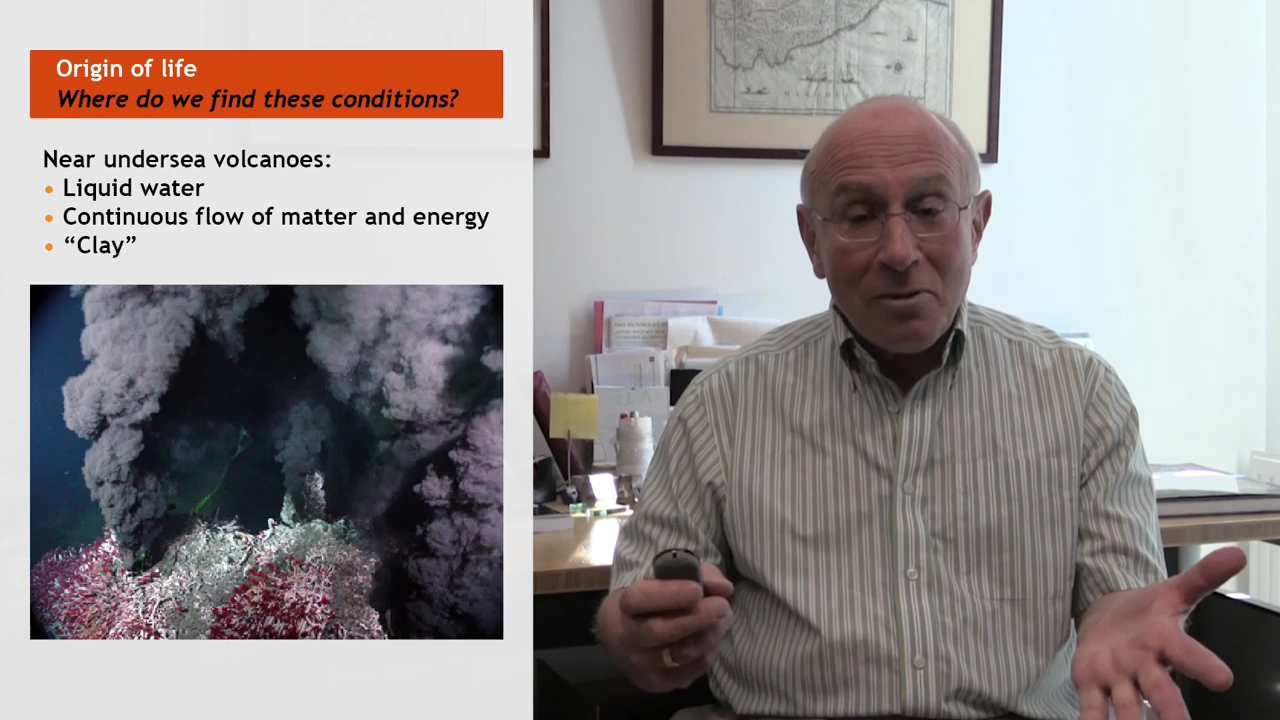 Origin of life
Where do we find these conditions?
Near undersea volcanoes:
• Liquid water
• Continuous flow of matter and energy
• “Clay”